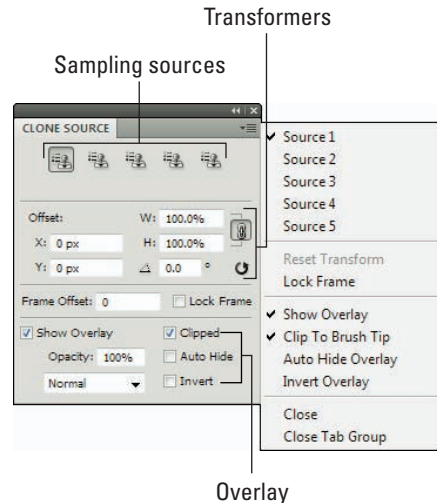 Transformers
Sampling sources
CLONE SOURCE
Offset:
W: 100.0%
X: 0 px
H: 100.0%
Y: 0 px
0.0 °
Frame Offset: 0
Lock Frame
Show Overlay
Clipped
Opacity: 100%
Auto Hide
Normal
Invert
Source 1
Source 2
Source 3
Source 4
Source 5
Reset Transform
Lock Frame
Show Overlay
Clip To Brush Tip
Auto Hide Overlay
Invert Overlay
Close
Close Tab Group
Overlay